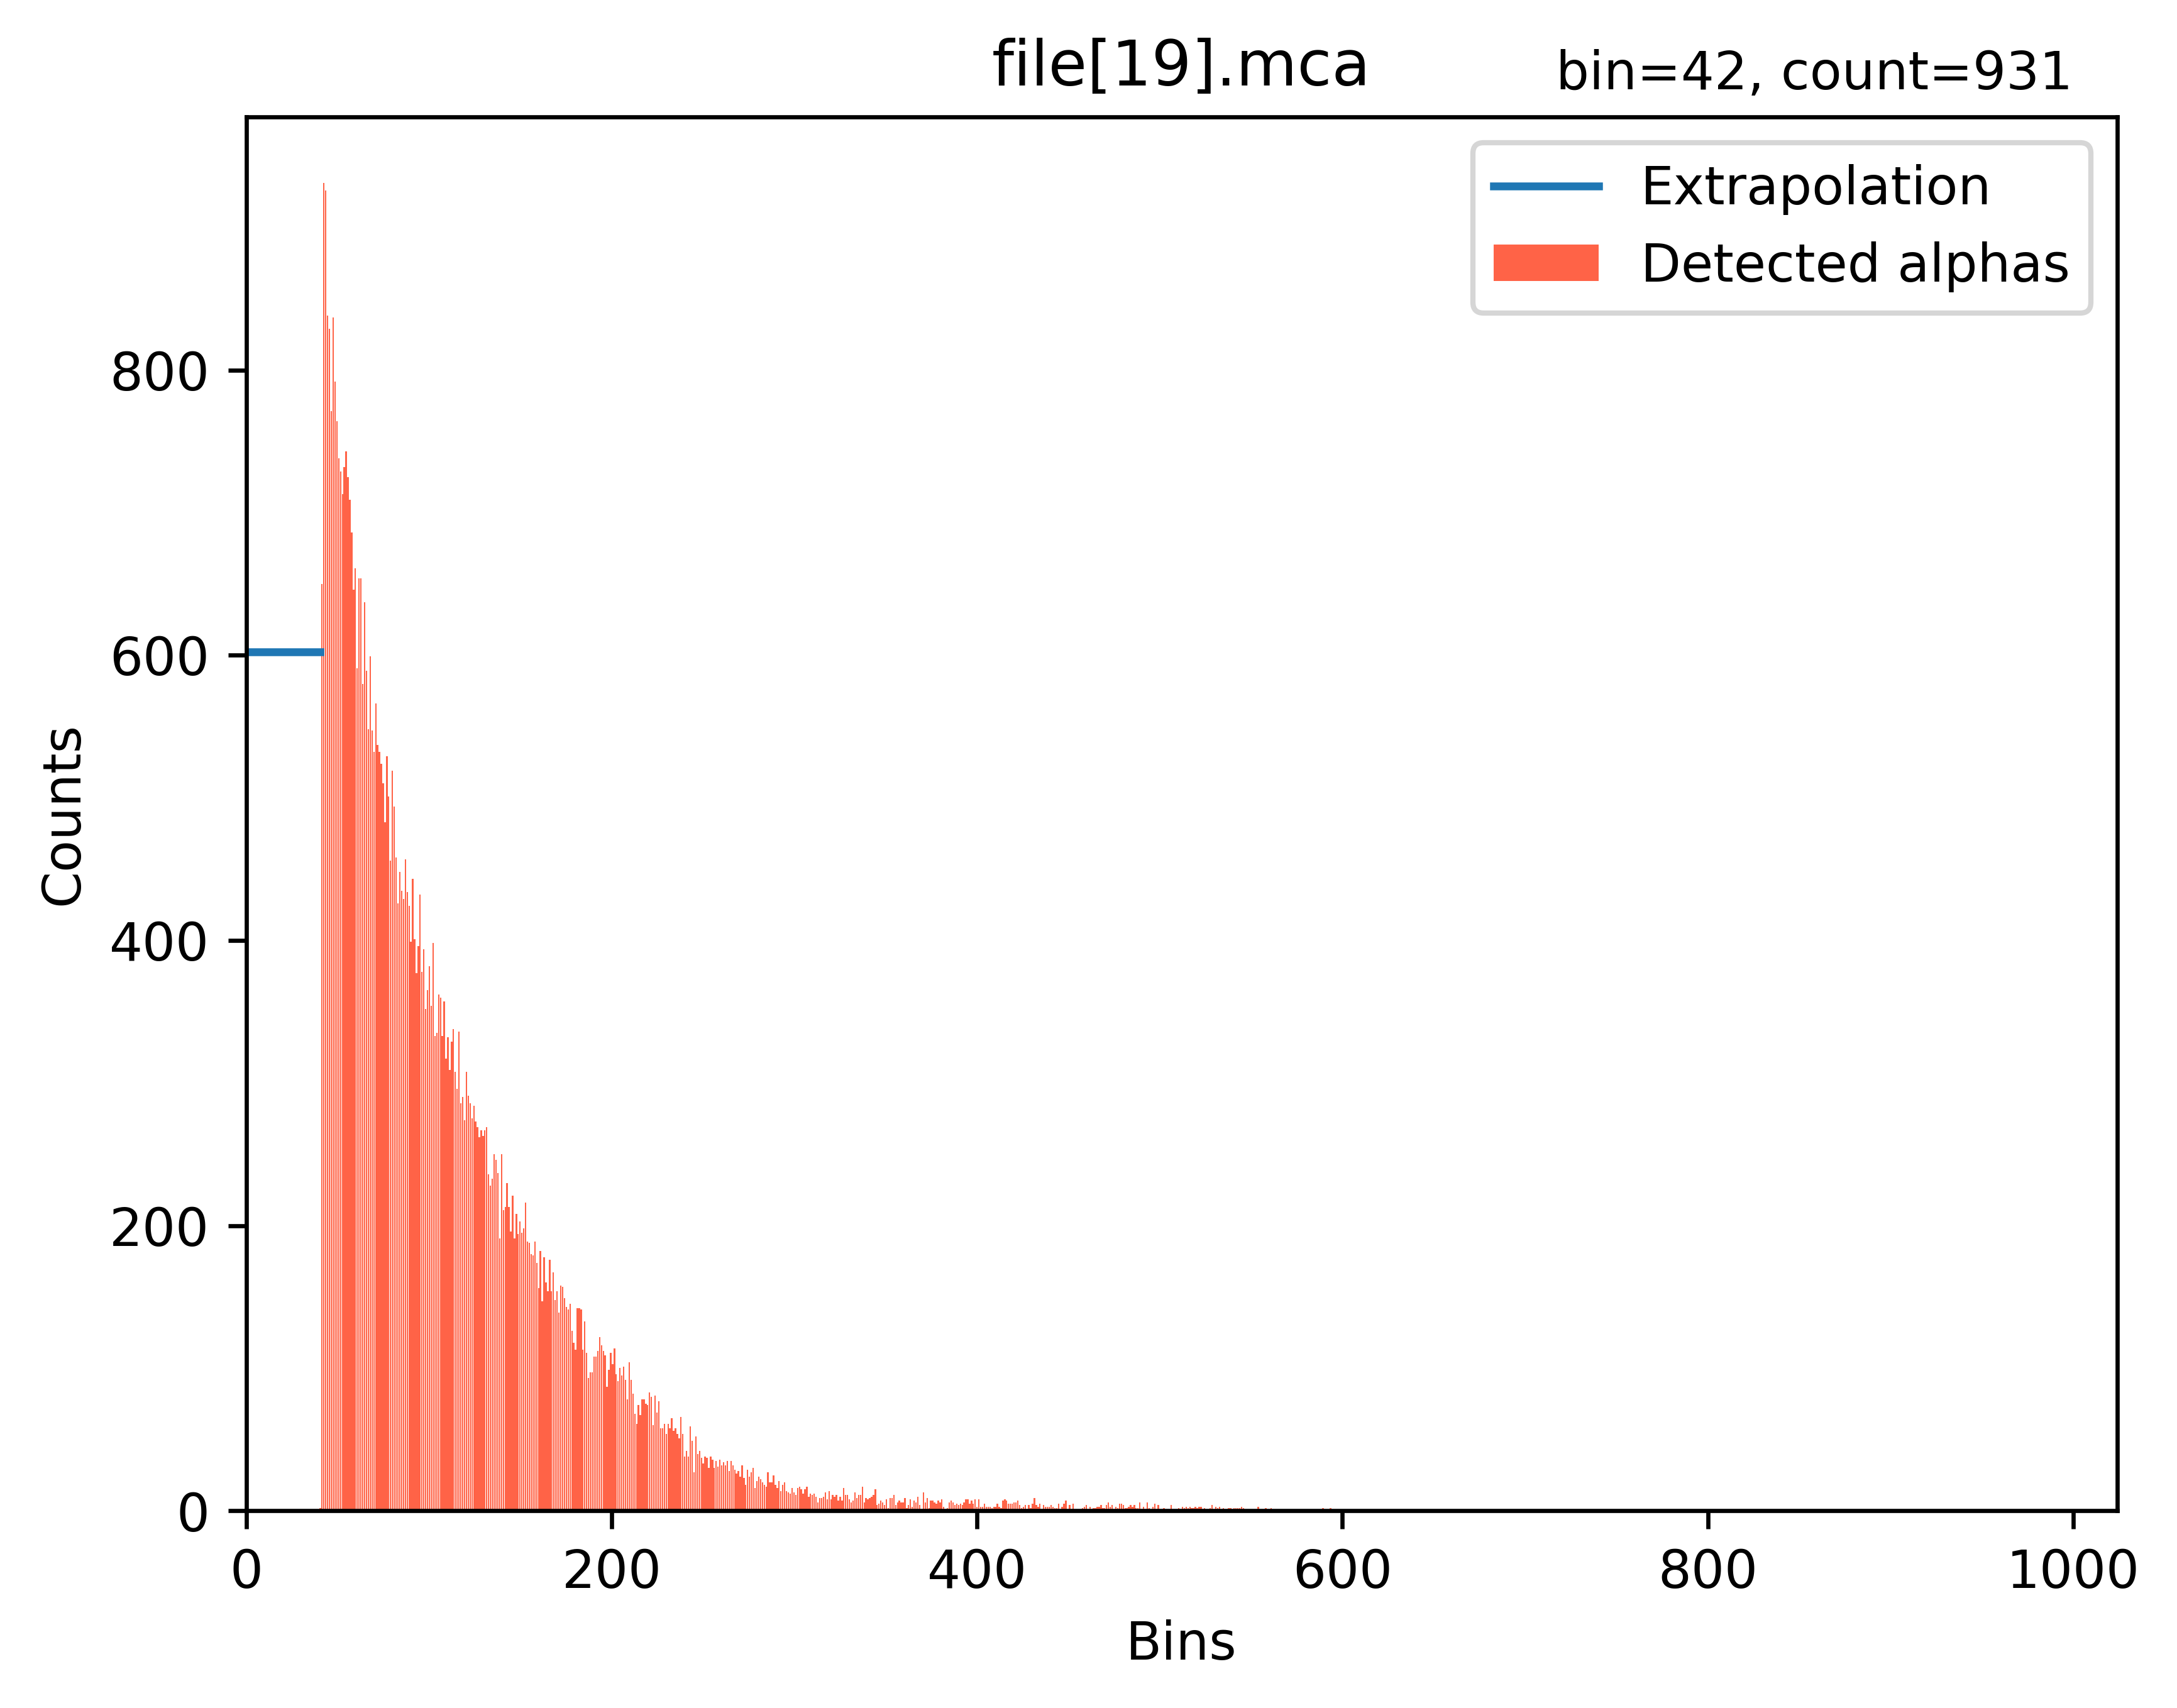 file[19].mca
bin=42, count=931
Extrapolation
Detected alphas
800
600
400
200
0
Counts
0 200 400 600 800 1000
Bins